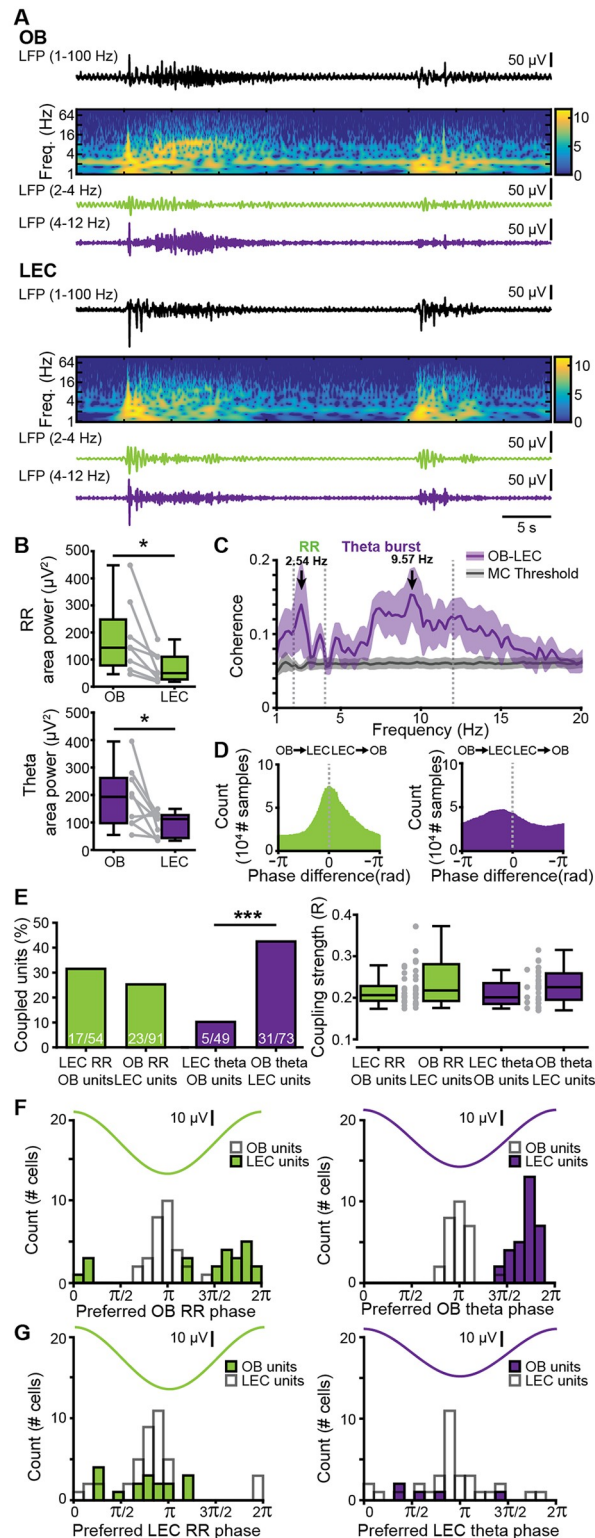 A
OB
LFP (1-100 Hz)
50 µV
Freq. (Hz)
64
16
4
1
10
5
0
LFP (2-4 Hz)
50 µV
LFP (4-12 Hz)
50 µV
LEC
50 µV
LFP (1-100 Hz)
Freq. (Hz)
64
16
4
1
10
5
0
LFP (2-4 Hz)
50 µV
LFP (4-12 Hz)
50 µV
5 s
B
RR
area power (µV²)
500
400
300
200
100
0
*
OB LEC
Theta
area power (µV²)
500
400
300
200
100
0
*
OB LEC
C
RR Theta burst
2.54 Hz 9.57 Hz
OB-LEC
MC Threshold
Coherence
0.2
0.1
0
1 5 10 15 20
Frequency (Hz)
D
OB→LEC LEC→OB
Count
(10⁴# samples)
10
5
0
-π 0 -π
Phase difference(rad)
OB→LEC LEC→OB
Count
(10⁴# samples)
10
5
0
-π 0 π
Phase difference(rad)
E
Coupled units (%)
50
40
30
20
10
0
***
17/54 23/91 5/49 31/73
LEC RR OB RR LEC theta OB theta
OB units LEC units OB units LEC units
Coupling strength (R)
0.4
0.3
0.2
0.1
LEC RR OB RR LEC theta OB theta
OB units LEC units OB units LEC units
F
Count (# cells)
20
10
0
10 µV
OB units
LEC units
0 π/2 π 3π/2 2π
Preferred OB RR phase
Count (# cells)
20
10
0
10 µV
OB units
LEC units
0 π/2 π 3π/2 2π
Preferred OB theta phase
G
Count (# cells)
20
10
0
10 µV
OB units
LEC units
0 π/2 π 3π/2 2π
Preferred LEC RR phase
Count (# cells)
20
10
0
10 µV
OB units
LEC units
0 π/2 π 3π/2 2π
Preferred LEC theta phase